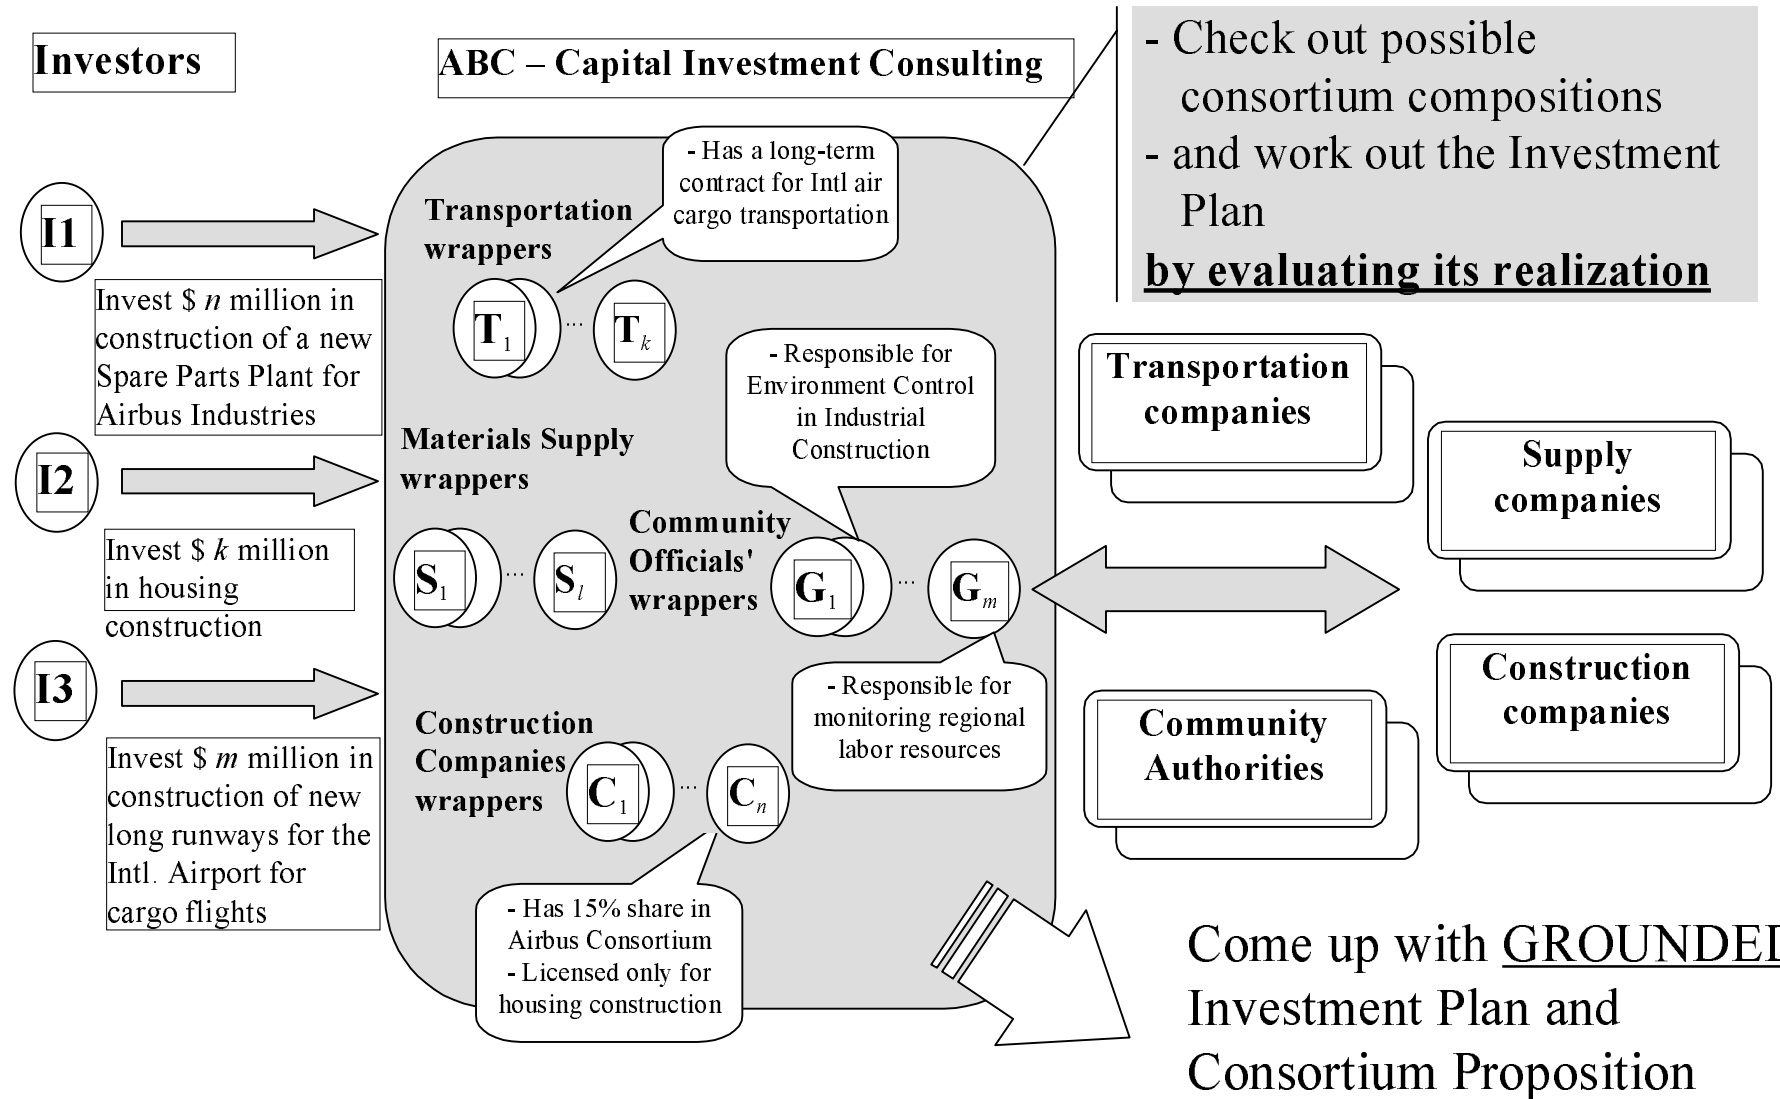 Investors
ABC – Capital Investment Consulting
- Check out possible
consortium compositions
- and work out the Investment
Plan
by evaluating its realization
I1
Invest $ n million in
construction of a new
Spare Parts Plant for
Airbus Industries
I2
Invest $ k million
in housing
construction
I3
Invest $ m million in
construction of new
long runways for the
Intl. Airport for
cargo flights
- Has a long-term
contract for Intl air
cargo transportation
Transportation
wrappers
T1 ... Tk
- Responsible for
Environment Control
in Industrial
Construction
Materials Supply
wrappers
S1 ... Sl
Community
Officials'
wrappers
G1 ... Gm
- Responsible for
monitoring regional
labor resources
Construction
Companies
wrappers
C1 ... Cn
- Has 15% share in
Airbus Consortium
- Licensed only for
housing construction
Transportation
companies
Supply
companies
Construction
companies
Community
Authorities
Come up with GROUNDED
Investment Plan and
Consortium Proposition